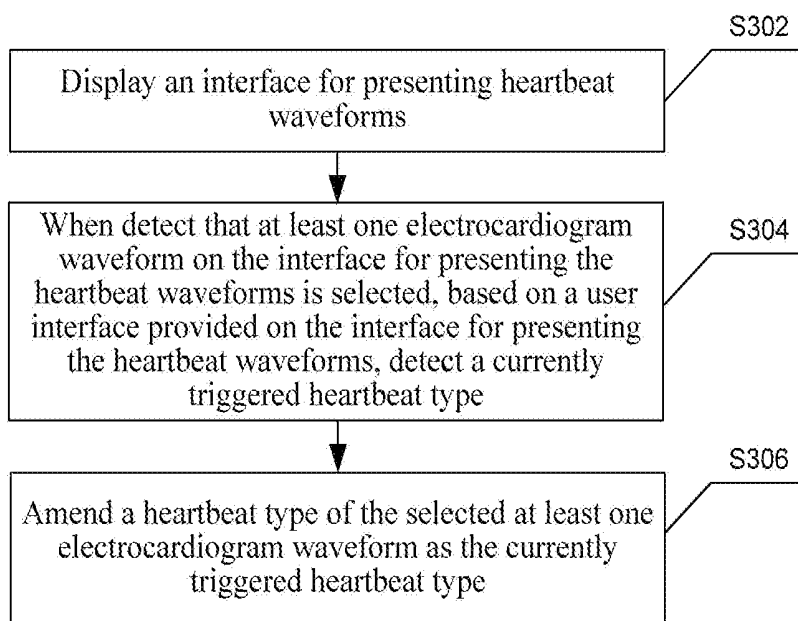 S302
Display an interface for presenting heartbeat
waveforms
S304
When detect that at least one electrocardiogram
waveform on the interface for presenting the
heartbeat waveforms is selected, based on a user
interface provided on the interface for presenting
the heartbeat waveforms, detect a currently
triggered heartbeat type
S306
Amend a heartbeat type of the selected at least one
electrocardiogram waveform as the currently
triggered heartbeat type